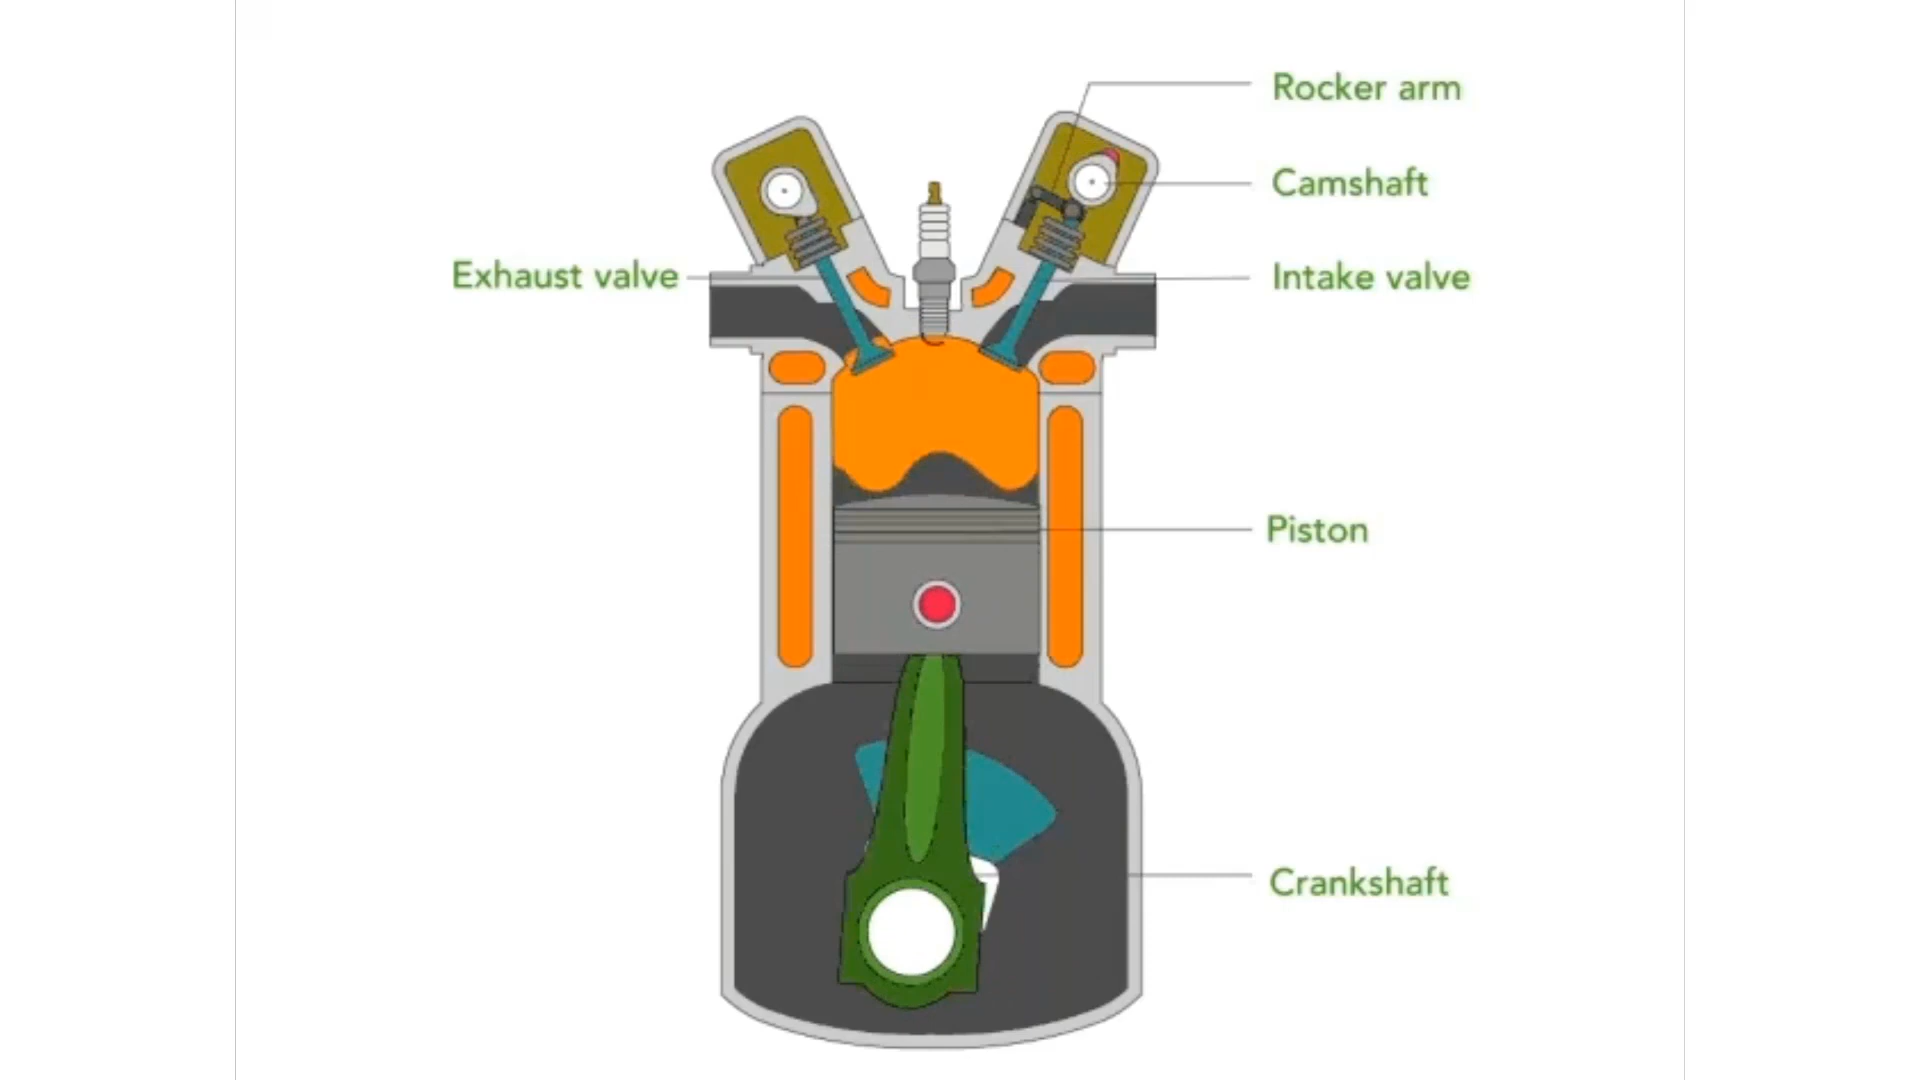 Rocker arm
Camshaft
Exhaust valve
Intake valve
Piston
Crankshaft